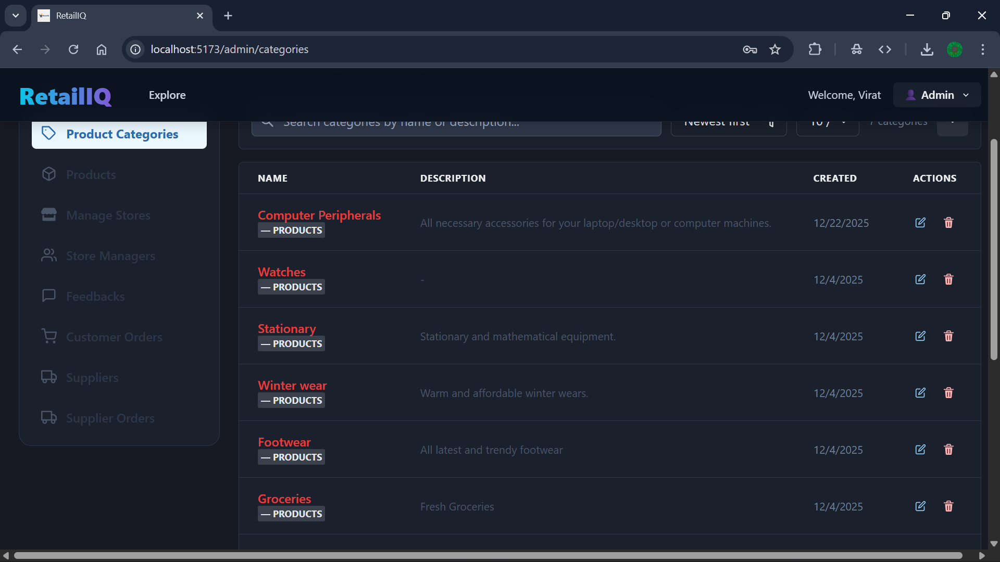 RetailIQ
localhost:5173/admin/categories
RetailIQ
Explore
Welcome, Virat
Admin
Product Categories
Products
Manage Stores
Store Managers
Feedbacks
Customer Orders
Suppliers
Supplier Orders
Search categories by name or description...
Newest first
10 /
7 categories
NAME DESCRIPTION CREATED ACTIONS
Computer Peripherals
— PRODUCTS
All necessary accessories for your laptop/desktop or computer machines.
12/22/2025
Watches
— PRODUCTS
-
12/4/2025
Stationary
— PRODUCTS
Stationary and mathematical equipment.
12/4/2025
Winter wear
— PRODUCTS
Warm and affordable winter wears.
12/4/2025
Footwear
— PRODUCTS
All latest and trendy footwear
12/4/2025
Groceries
— PRODUCTS
Fresh Groceries
12/4/2025